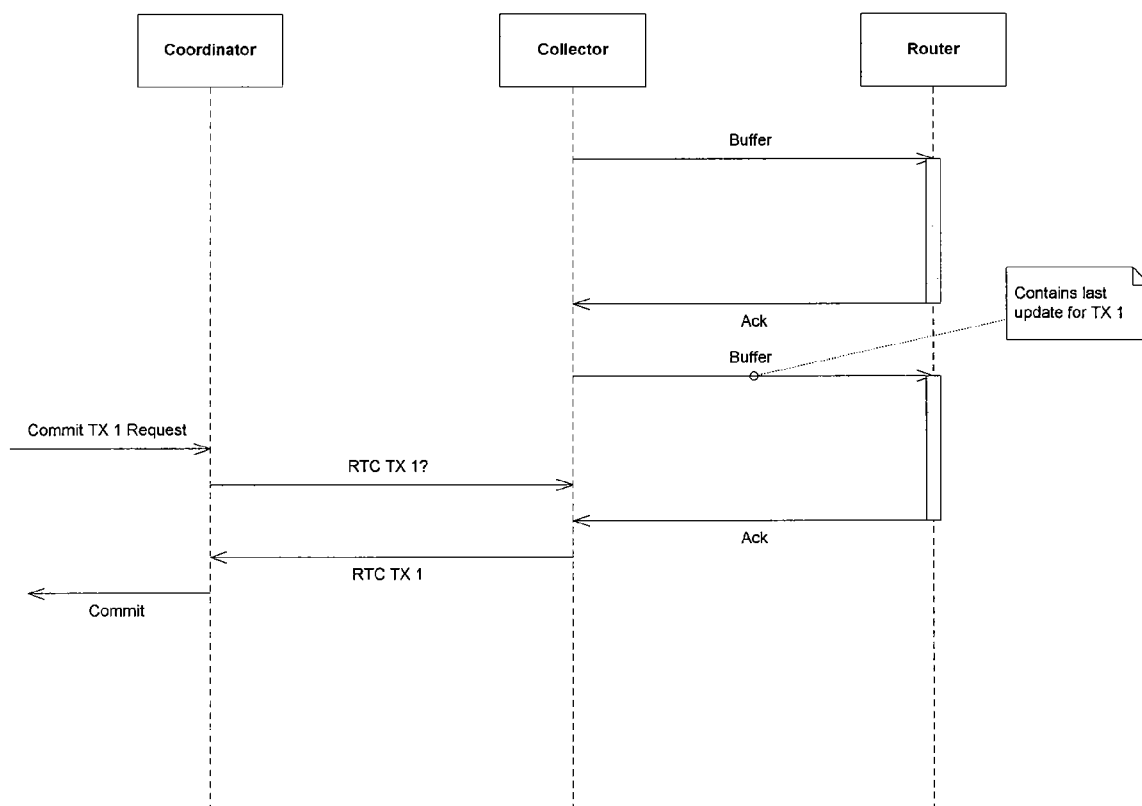 Coordinator
Collector
Router
Buffer
Contains last
update for TX 1
Ack
Buffer
Commit TX 1 Request
RTC TX 1?
Ack
RTC TX 1
Commit